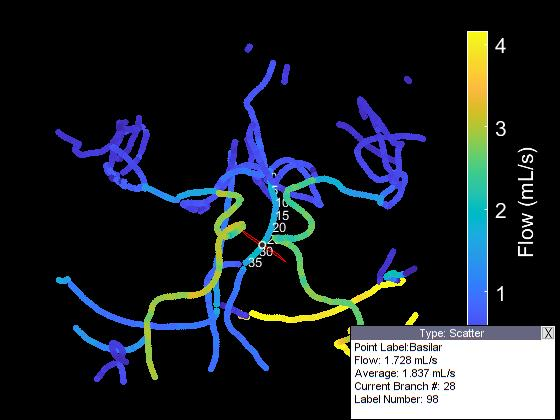 4
3
2
1
Flow (mL/s)
5
10
15
20
30
35
Type: Scatter
X
Point Label:Basilar
Flow: 1.728 mL/s
Average: 1.837 mL/s
Current Branch #: 28
Label Number: 98